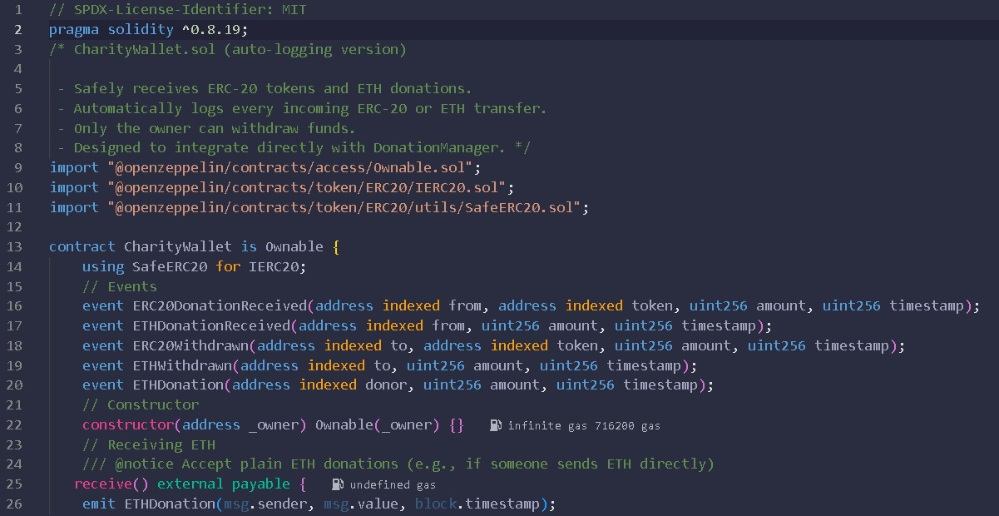 1 // SPDX-License-Identifier: MIT
2 pragma solidity ^0.8.19;
3 /* CharityWallet.sol (auto-logging version)
4
5 - Safely receives ERC-20 tokens and ETH donations.
6 - Automatically logs every incoming ERC-20 or ETH transfer.
7 - Only the owner can withdraw funds.
8 - Designed to integrate directly with DonationManager. */
9 import "@openzeppelin/contracts/access/Ownable.sol";
10 import "@openzeppelin/contracts/token/ERC20/IERC20.sol";
11 import "@openzeppelin/contracts/token/ERC20/utils/SafeERC20.sol";
12
13 contract CharityWallet is Ownable {
14 using SafeERC20 for IERC20;
15 // Events
16 event ERC20DonationReceived(address indexed from, address indexed token, uint256 amount, uint256 timestamp);
17 event ETHDonationReceived(address indexed from, uint256 amount, uint256 timestamp);
18 event ERC20Withdrawn(address indexed to, address indexed token, uint256 amount, uint256 timestamp);
19 event ETHWithdrawn(address indexed to, uint256 amount, uint256 timestamp);
20 event ETHDonation(address indexed donor, uint256 amount, uint256 timestamp);
21 // Constructor
22 constructor(address _owner) Ownable(_owner) {} infinite gas 716200 gas
23 // Receiving ETH
24 /// @notice Accept plain ETH donations (e.g., if someone sends ETH directly)
25 receive() external payable { undefined gas
26 emit ETHDonation(msg.sender, msg.value, block.timestamp);